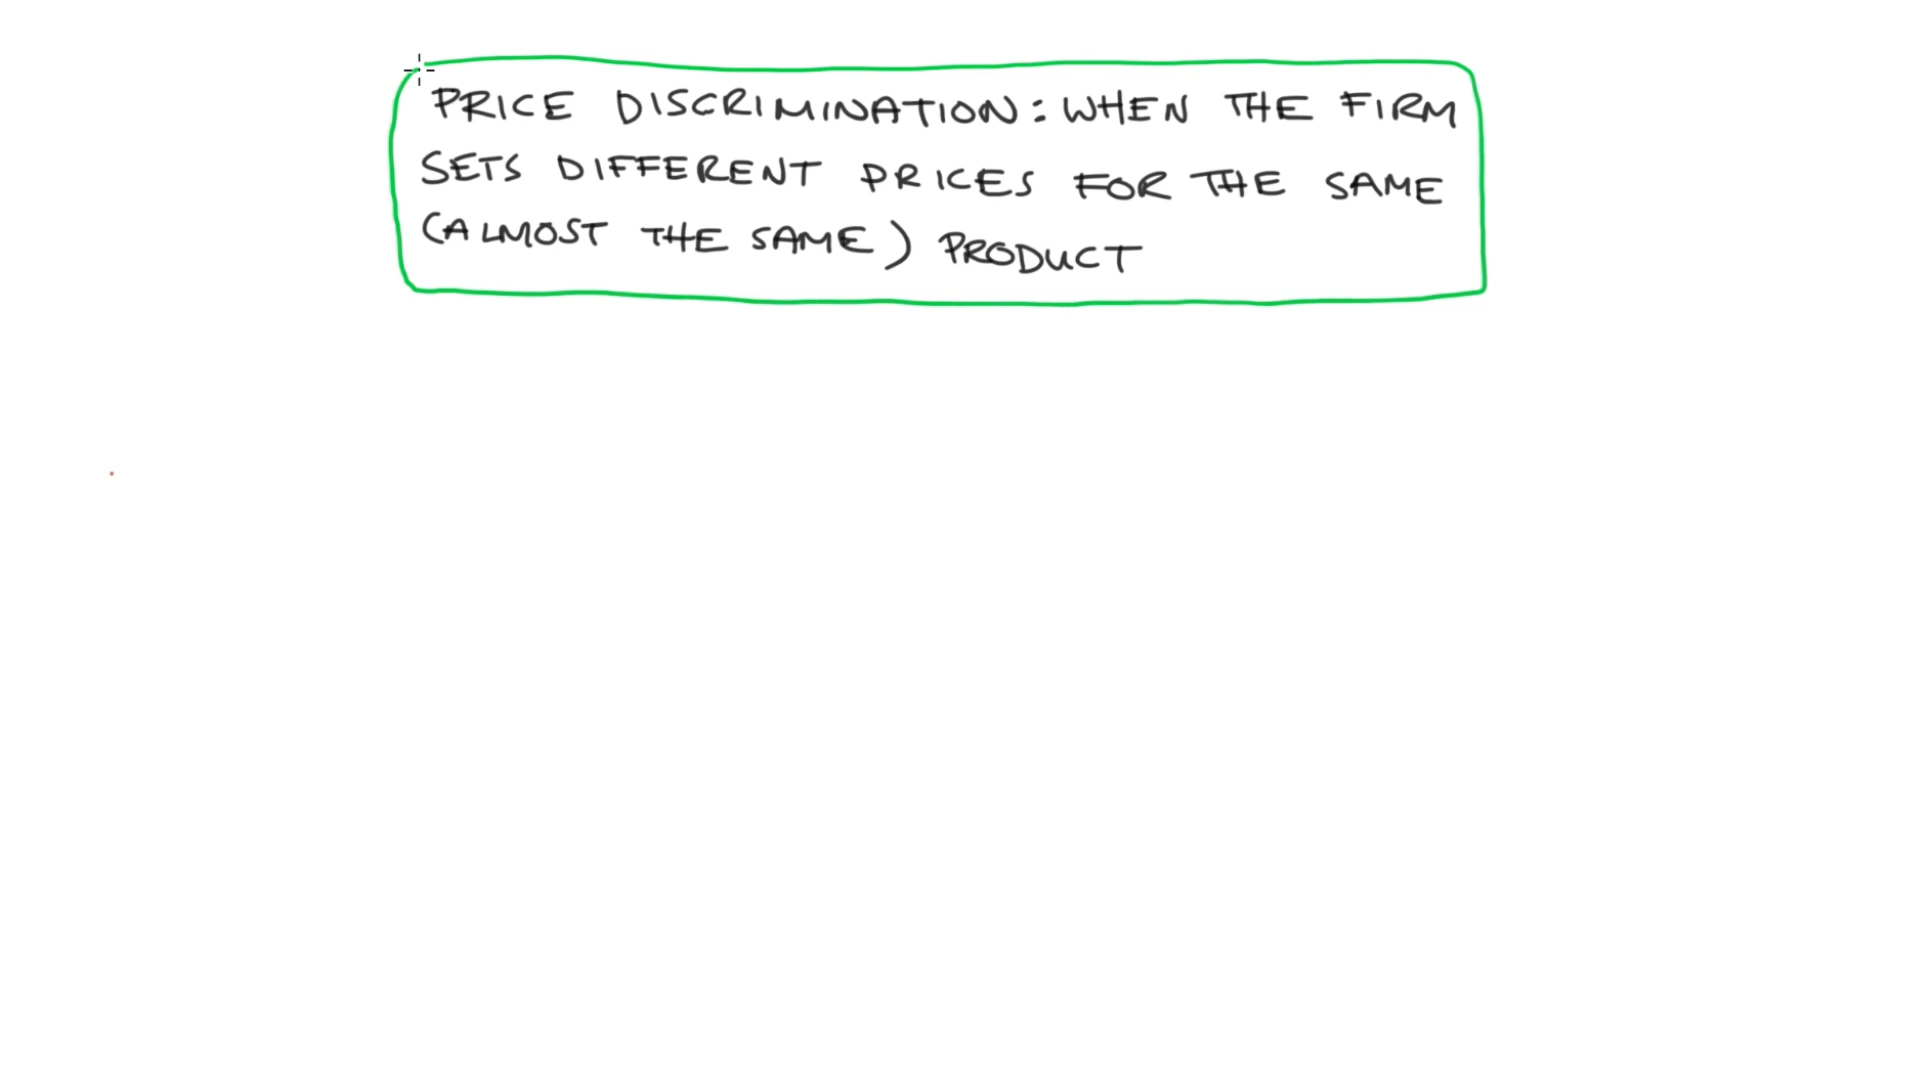 PRICE DISCRIMINATION: WHEN THE FIRM
SETS DIFFERENT PRICES FOR THE SAME
(ALMOST THE SAME) PRODUCT